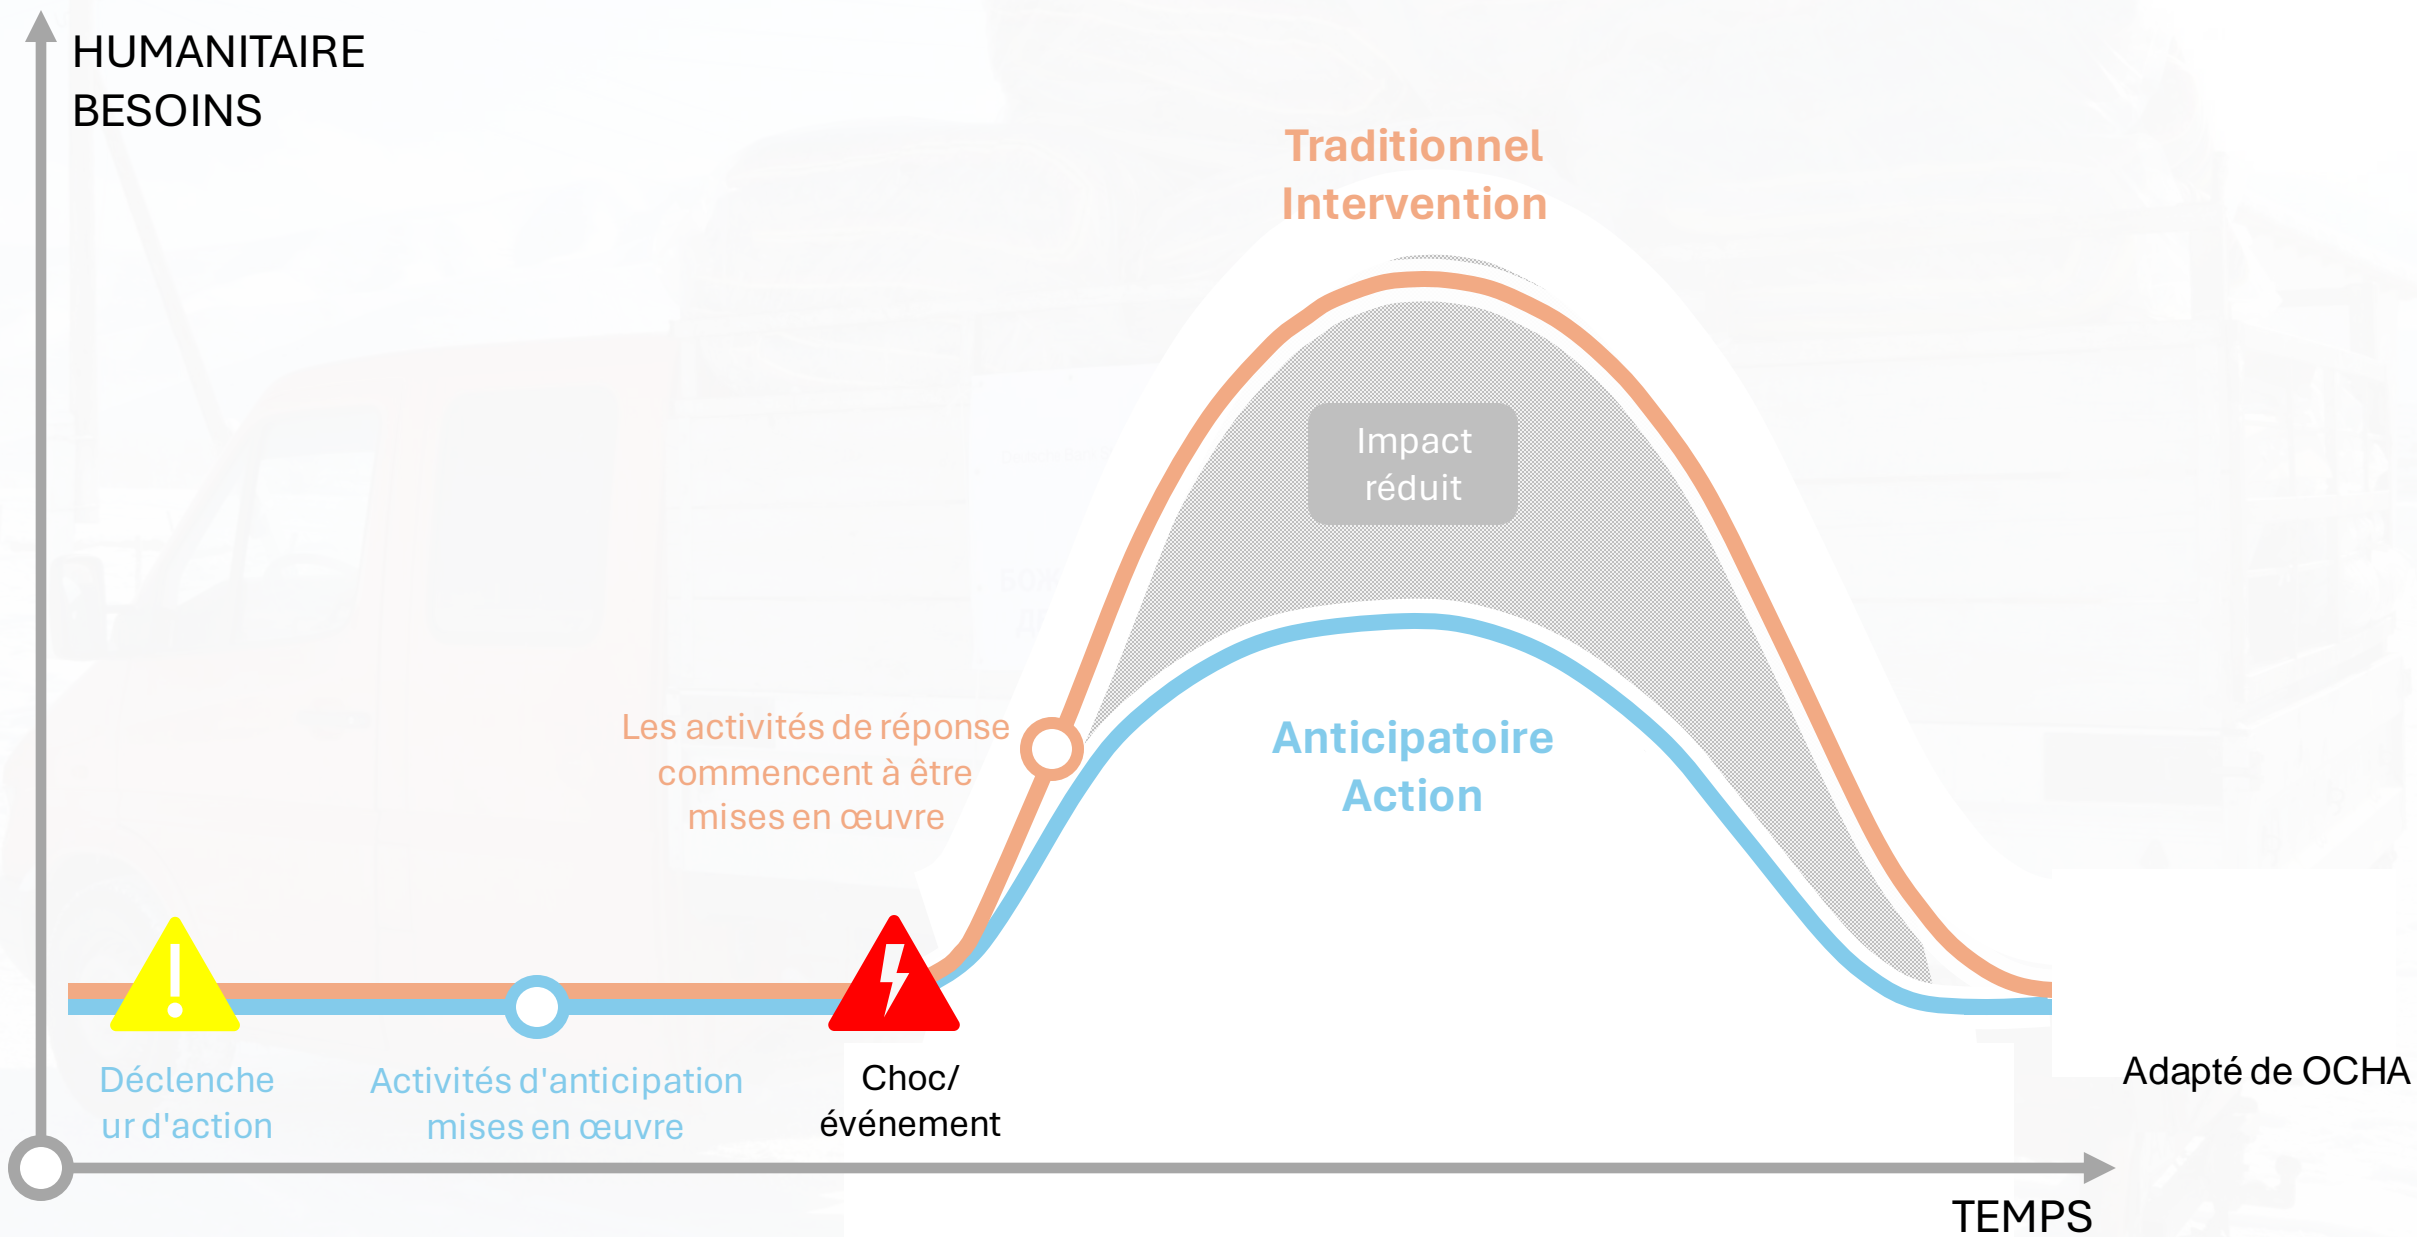 HUMANITAIRE
BESOINS
Traditionnel
Intervention
Impact
réduit
Les activités de réponse
commencent à être
mises en œuvre
Anticipatoire
Action
Déclenche
ur d'action
Activités d'anticipation
mises en œuvre
Choc/
événement
Adapté de OCHA
TEMPS